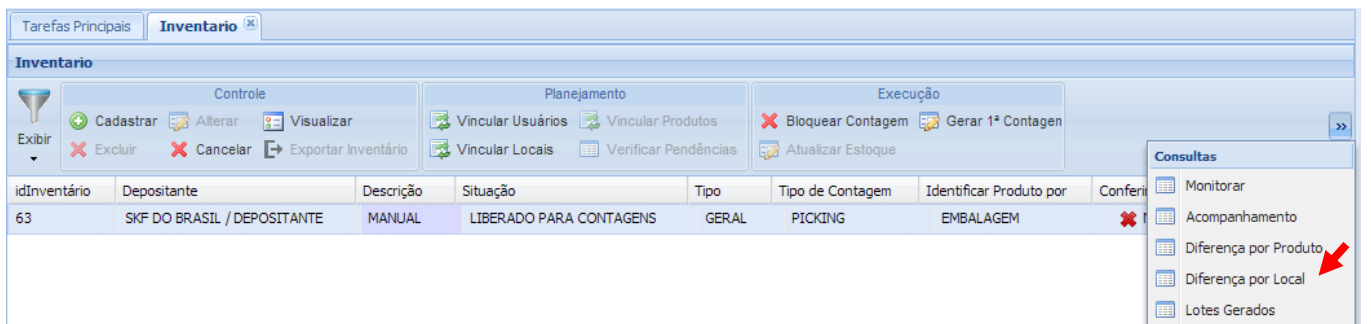 Tarefas Principais Inventario
Inventario
Controle Planejamento Execução
Exibir
Cadastrar Alterar Visualizar Vincular Usuários Vincular Produtos Bloquear Contagem Gerar 1ª Contagen
Excluir Cancelar Exportar Inventário Vincular Locais Verificar Pendências Atualizar Estoque
»
Consultas
Monitorar
Acompanhamento
Diferença por Produto
Diferença por Local
Lotes Gerados
idInventário Depositante Descrição Situação Tipo Tipo de Contagem Identificar Produto por
63 SKF DO BRASIL / DEPOSITANTE MANUAL LIBERADO PARA CONTAGENS GERAL PICKING EMBALAGEM